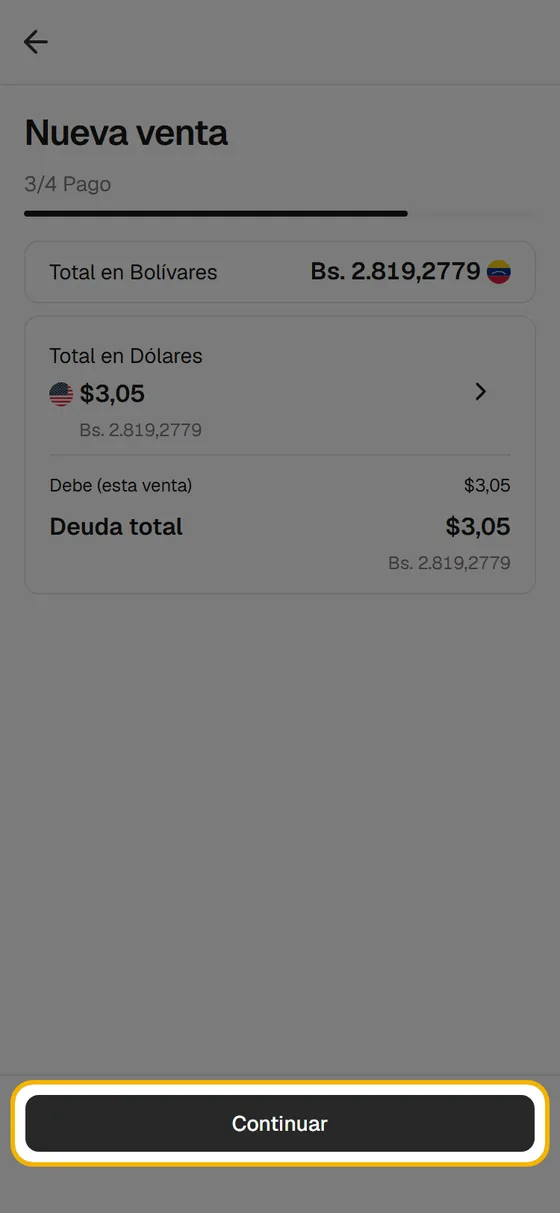 Nueva venta
3/4 Pago
Total en Bolívares Bs. 2.819,2779
Total en Dólares
$3,05
Bs. 2.819,2779
Debe (esta venta) $3,05
Deuda total $3,05
Bs. 2.819,2779
Continuar